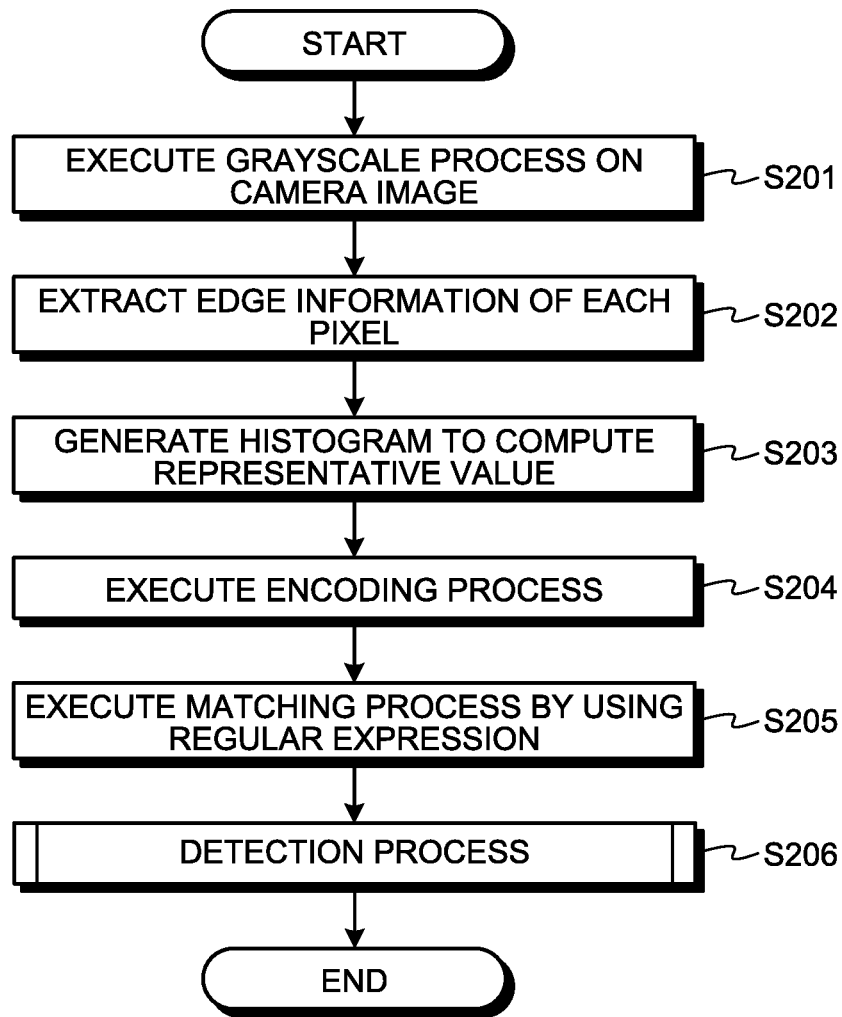 START
EXECUTE GRAYSCALE PROCESS ON
CAMERA IMAGE
S201
EXTRACT EDGE INFORMATION OF EACH
PIXEL
S202
GENERATE HISTOGRAM TO COMPUTE
REPRESENTATIVE VALUE
S203
EXECUTE ENCODING PROCESS
S204
EXECUTE MATCHING PROCESS BY USING
REGULAR EXPRESSION
S205
DETECTION PROCESS
S206
END